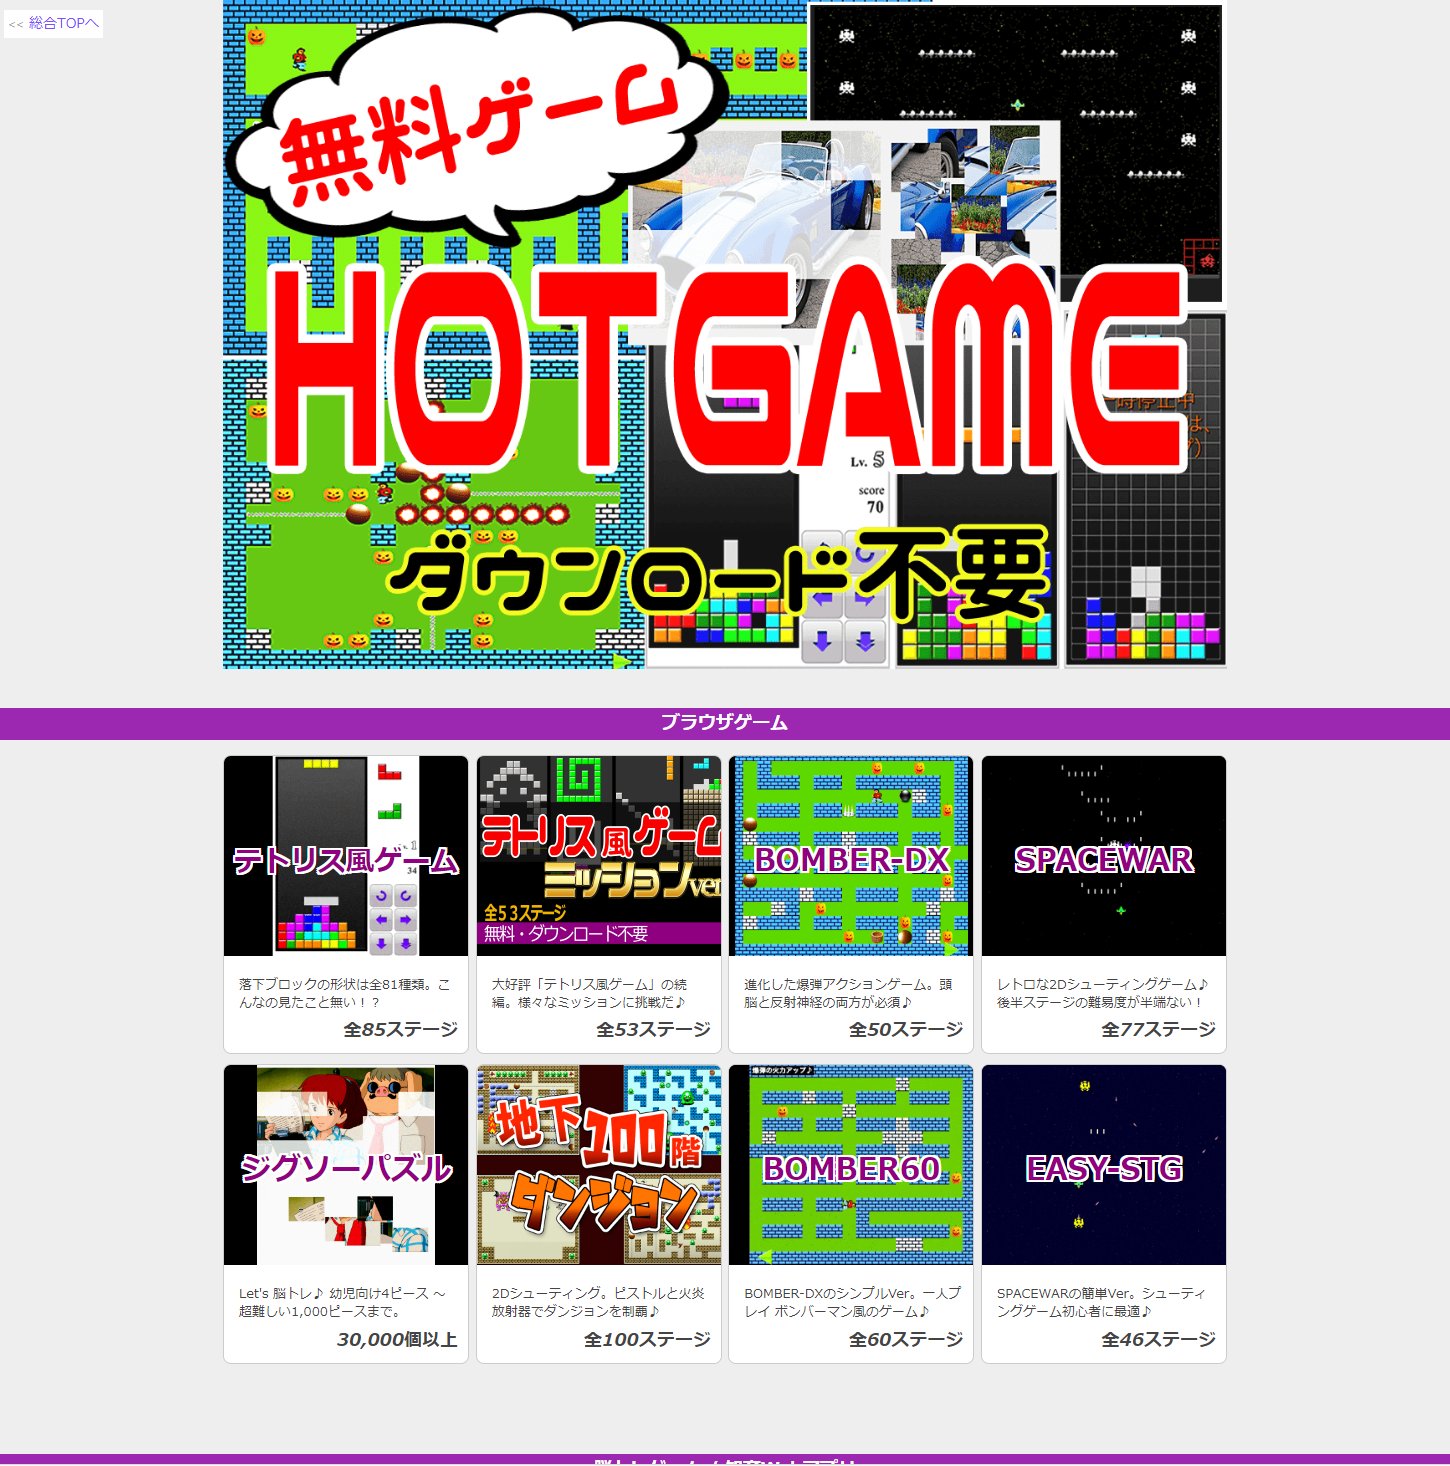 << 総合TOPへ
無料ゲーム
HOTGAME
Lv. 5
score
70
ダウンロード不要
ブラウザゲーム
テトリス風ゲーム
34
落下ブロックの形状は全81種類。こ
んなの見たこと無い！？
全85ステージ
テトリス風ゲーム
ミッションver
全53ステージ
無料・ダウンロード不要
大好評「テトリス風ゲーム」の続
編。様々なミッションに挑戦だ♪
全53ステージ
BOMBER-DX
進化した爆弾アクションゲーム。頭
脳と反射神経の両方が必須♪
全50ステージ
SPACEWAR
レトロな2Dシューティングゲーム♪
後半ステージの難易度が半端ない！
全77ステージ
ジグソーパズル
Let's 脳トレ♪ 幼児向け4ピース ～
超難しい1,000ピースまで。
30,000個以上
地下100階
ダンジョン
2Dシューティング。ピストルと火炎
放射器でダンジョンを制覇♪
全100ステージ
爆弾の火力アップ♪
BOMBER60
BOMBER-DXのシンプルVer。一人プ
レイ ボンバーマン風のゲーム♪
全60ステージ
EASY-STG
SPACEWARの簡単Ver。シューティ
ングゲーム初心者に最適♪
全46ステージ